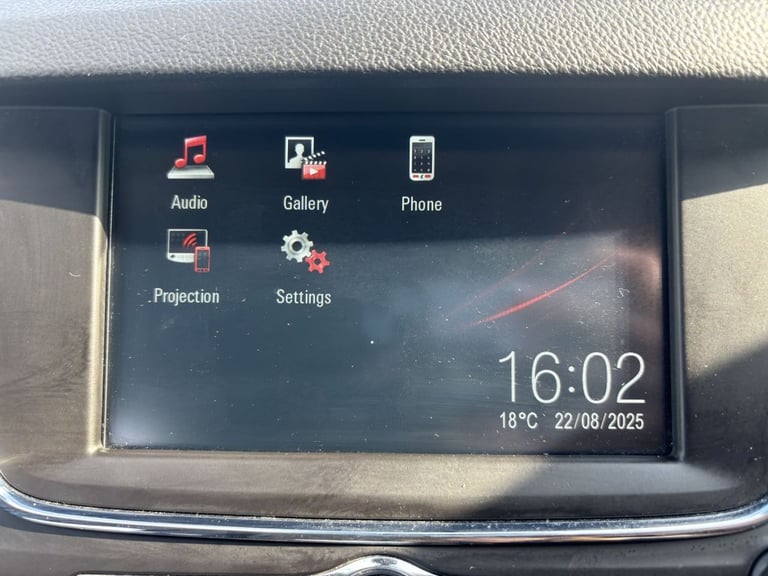 Audio Gallery Phone
Projection Settings
16:02
18°C 22/08/2025